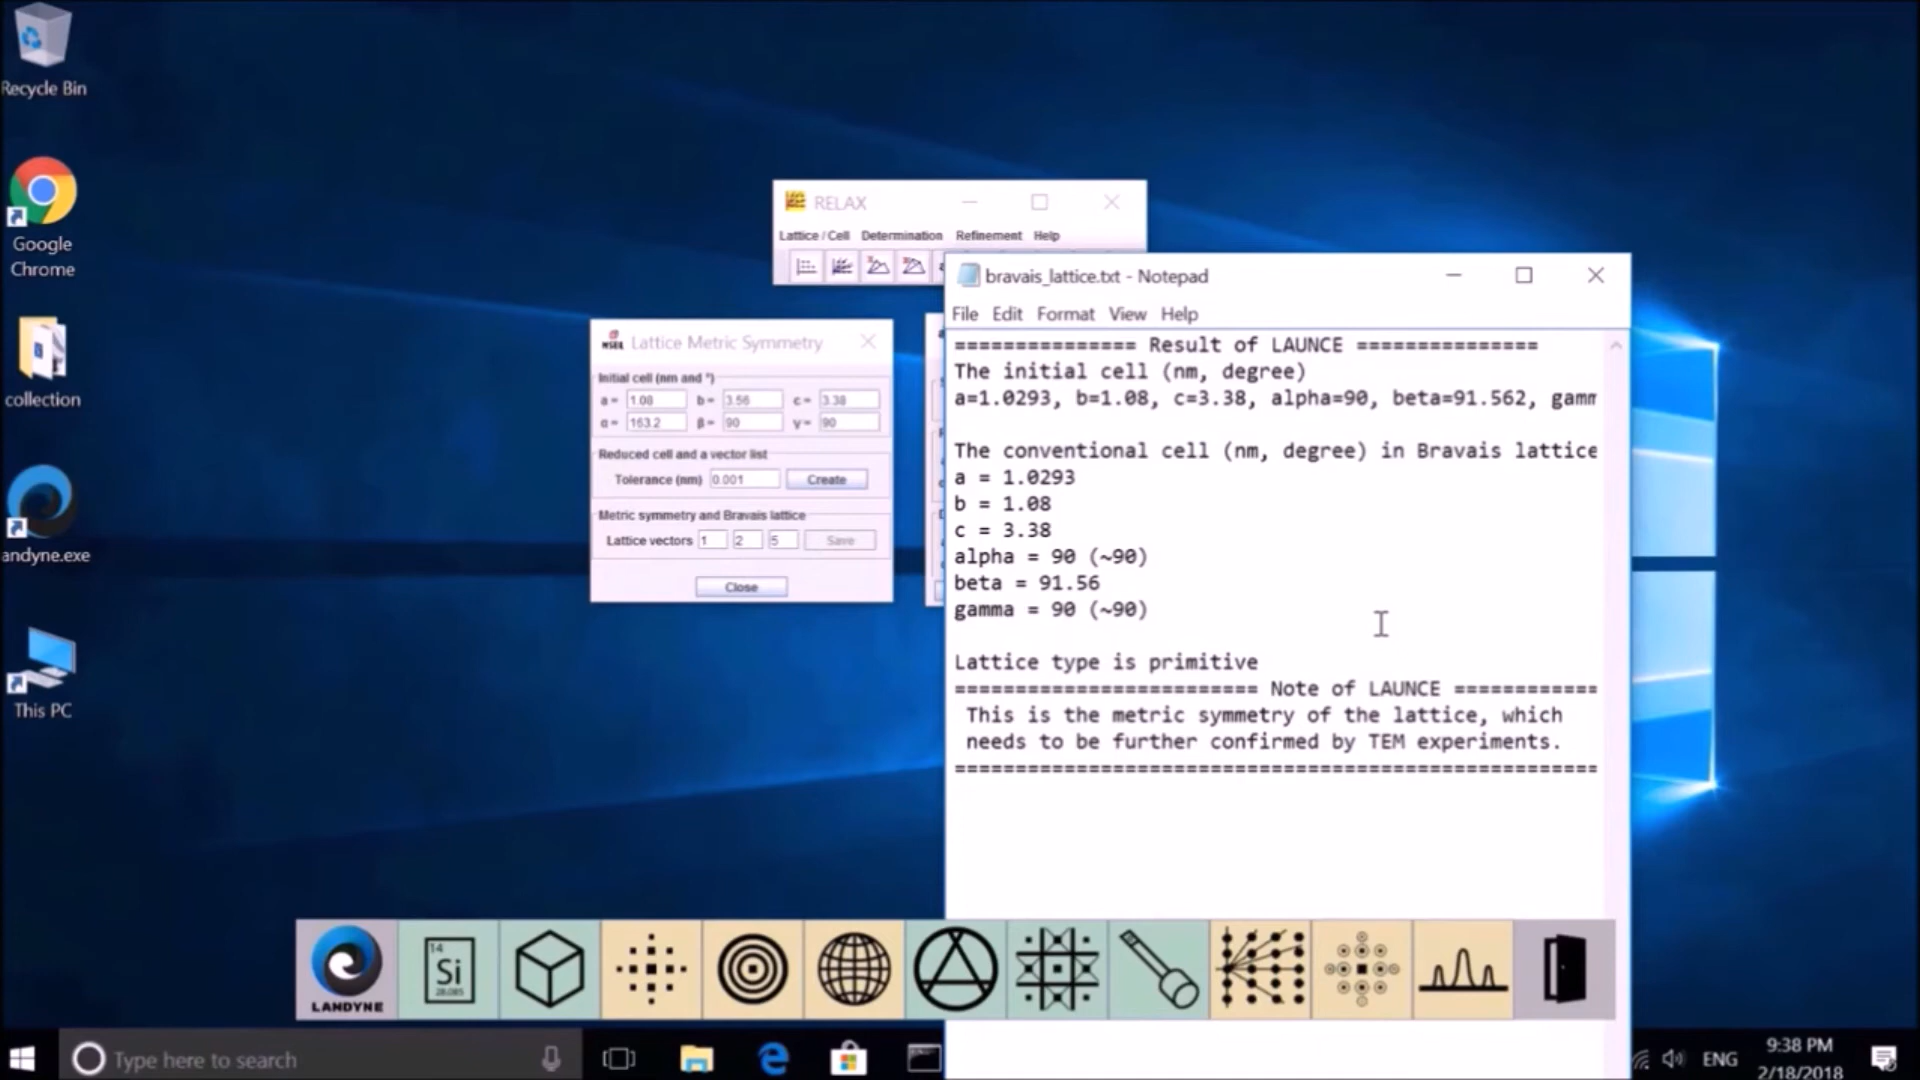 Recycle Bin
Google
Chrome
collection
andyne.exe
This PC
RELAX
Lattice / Cell Determination Refinement Help
Lattice Metric Symmetry
Initial cell (nm and °)
a = 1.08 b = 3.56 c = 3.38
α = 163.2 β = 90 γ = 90
Reduced cell and a vector list
Tolerance (nm) 0.001 Create
Metric symmetry and Bravais lattice
Lattice vectors 1 2 5 Save
Close
bravais_lattice.txt - Notepad
File Edit Format View Help
=============== Result of LAUNCE ===============
The initial cell (nm, degree)
a=1.0293, b=1.08, c=3.38, alpha=90, beta=91.562, gamm
The conventional cell (nm, degree) in Bravais lattice
a = 1.0293
b = 1.08
c = 3.38
alpha = 90 (~90)
beta = 91.56
gamma = 90 (~90)
Lattice type is primitive
========================= Note of LAUNCE ============
This is the metric symmetry of the lattice, which
needs to be further confirmed by TEM experiments.
=====================================================
LANDYNE
14
Si
28.085
Type here to search
ENG
9:38 PM
2/18/2018